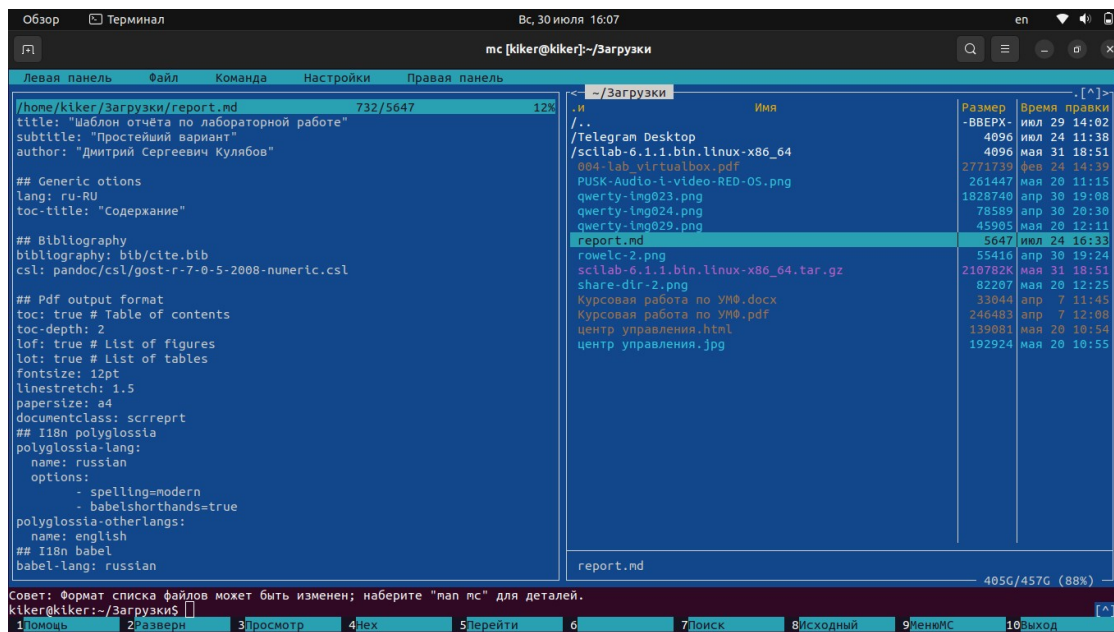 Обзор Терминал Вс, 30 июля 16:07 en
mc [kiker@kiker]:~/Загрузки
Левая панель Файл Команда Настройки Правая панель
/home/kiker/Загрузки/report.md 732/5647 12%
title: "Шаблон отчёта по лабораторной работе"
subtitle: "Простейший вариант"
author: "Дмитрий Сергеевич Кулябов"
## Generic otions
lang: ru-RU
toc-title: "Содержание"
## Bibliography
bibliography: bib/cite.bib
csl: pandoc/csl/gost-r-7-0-5-2008-numeric.csl
## Pdf output format
toc: true # Table of contents
toc-depth: 2
lof: true # List of figures
lot: true # List of tables
fontsize: 12pt
linestretch: 1.5
papersize: a4
documentclass: scrreprt
## I18n polyglossia
polyglossia-lang:
name: russian
options:
- spelling=modern
- babelshorthands=true
polyglossia-otherlangs:
name: english
## I18n babel
babel-lang: russian
<─ ~/Загрузки .[^]>
.и Имя Размер Время правки
/.. -ВВЕРХ- июл 29 14:02
/Telegram Desktop 4096 июл 24 11:38
/scilab-6.1.1.bin.linux-x86_64 4096 мая 31 18:51
004-lab_virtualbox.pdf 2771739 фев 24 14:39
PUSK-Audio-i-video-RED-OS.png 261447 мая 20 11:15
qwerty-img023.png 1828740 апр 30 19:08
qwerty-img024.png 78589 апр 30 20:30
qwerty-img029.png 45905 мая 20 12:11
report.md 5647 июл 24 16:33
rowelc-2.png 55416 апр 30 19:24
scilab-6.1.1.bin.linux-x86_64.tar.gz 210782K мая 31 18:51
share-dir-2.png 82207 мая 20 12:25
Курсовая работа по УМФ.docx 33044 апр 7 11:45
Курсовая работа по УМФ.pdf 246483 апр 7 12:08
центр управления.html 139081 мая 20 10:54
центр управления.jpg 192924 мая 20 10:55
report.md
405G/457G (88%)
Совет: Формат списка файлов может быть изменен; наберите "man mc" для деталей.
kiker@kiker:~/Загрузки$ [^]
1Помощь 2Разверн 3Просмотр 4Hex 5Перейти 6 7Поиск 8Исходный 9МенюMC 10Выход